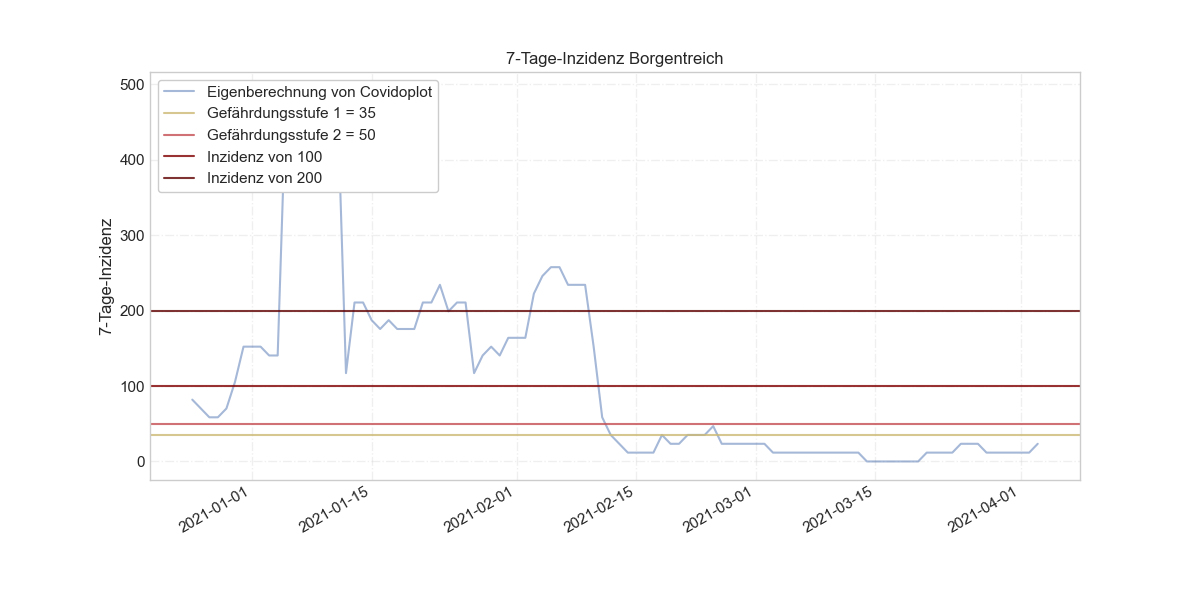 7-Tage-Inzidenz Borgentreich
500
400
300
200
100
0
7-Tage-Inzidenz
Eigenberechnung von Covidoplot
Gefährdungsstufe 1 = 35
Gefährdungsstufe 2 = 50
Inzidenz von 100
Inzidenz von 200
2021-01-01
2021-01-15
2021-02-01
2021-02-15
2021-03-01
2021-03-15
2021-04-01